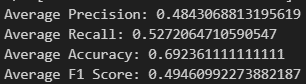 Average Precision: 0.4843068813195619
Average Recall: 0.5272064710590547
Average Accuracy: 0.692361111111111
Average F1 Score: 0.49460992273882187